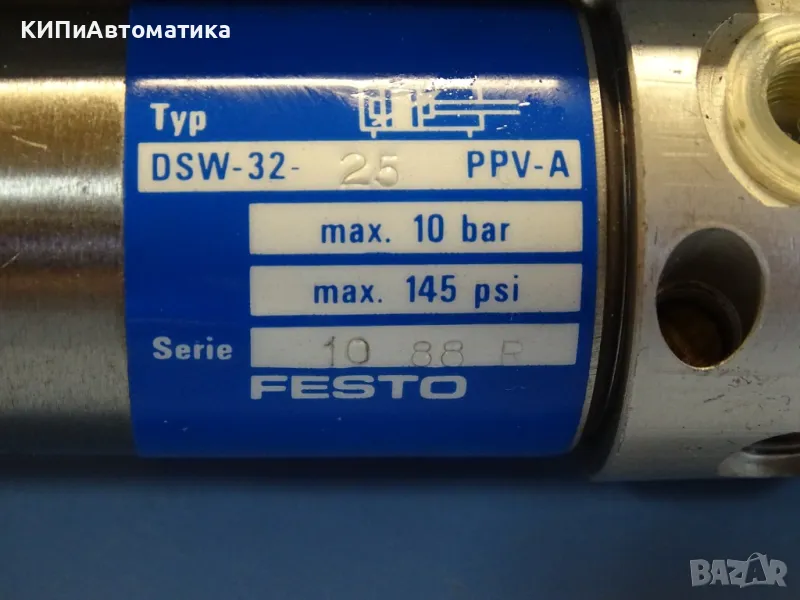 КИПиАвтоматика
Typ
DSW-32- 25 PPV-A
max. 10 bar
max. 145 psi
Serie 10 88 R
FESTO
BAZAR